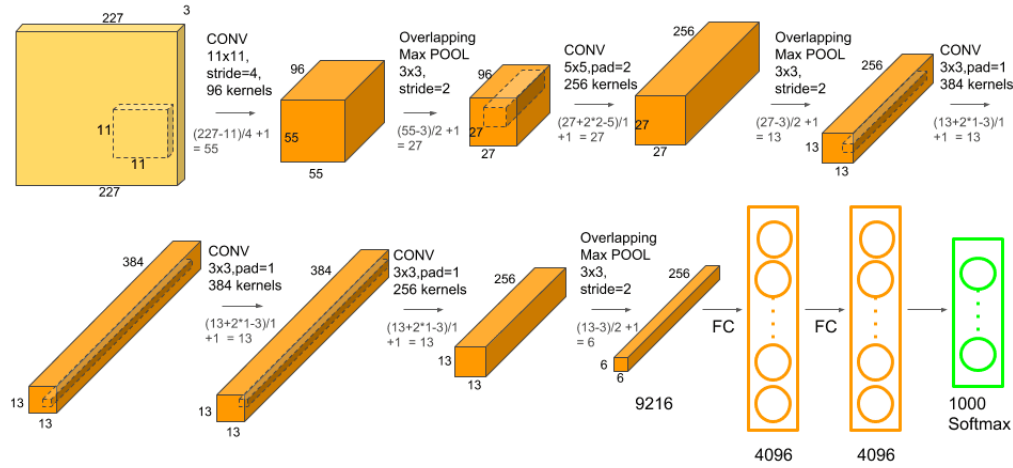 227
3
11
11
227
CONV
11x11,
stride=4,
96 kernels
(227-11)/4 +1
= 55
96
55
55
Overlapping
Max POOL
3x3,
stride=2
(55-3)/2 +1
= 27
96
27
27
CONV
5x5,pad=2
256 kernels
(27+2*2-5)/1
+1 = 27
256
27
27
Overlapping
Max POOL
3x3,
stride=2
(27-3)/2 +1
= 13
256
13
13
CONV
3x3,pad=1
384 kernels
(13+2*1-3)/1
+1 = 13
384
13
13
CONV
3x3,pad=1
384 kernels
(13+2*1-3)/1
+1 = 13
384
13
13
CONV
3x3,pad=1
256 kernels
(13+2*1-3)/1
+1 = 13
256
13
13
Overlapping
Max POOL
3x3,
stride=2
(13-3)/2 +1
= 6
256
6
6
9216
FC
4096
FC
4096
1000
Softmax